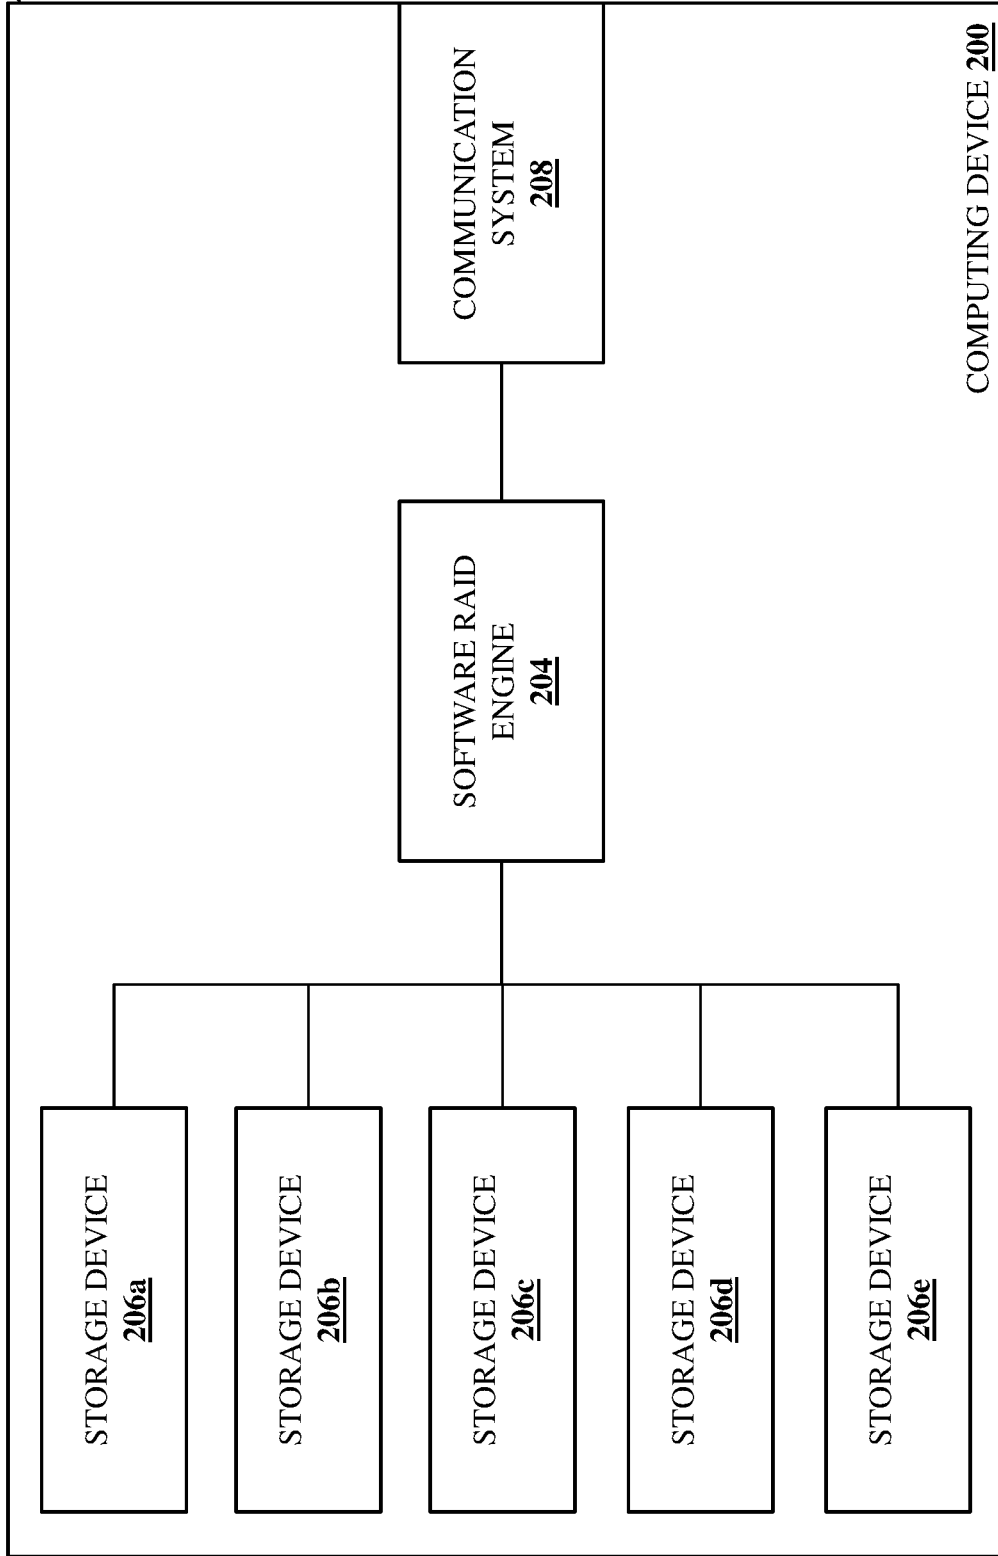 COMMUNICATION
SYSTEM
208
COMPUTING DEVICE 200
SOFTWARE RAID
ENGINE
204
STORAGE DEVICE
206a
STORAGE DEVICE
206b
STORAGE DEVICE
206c
STORAGE DEVICE
206d
STORAGE DEVICE
206e